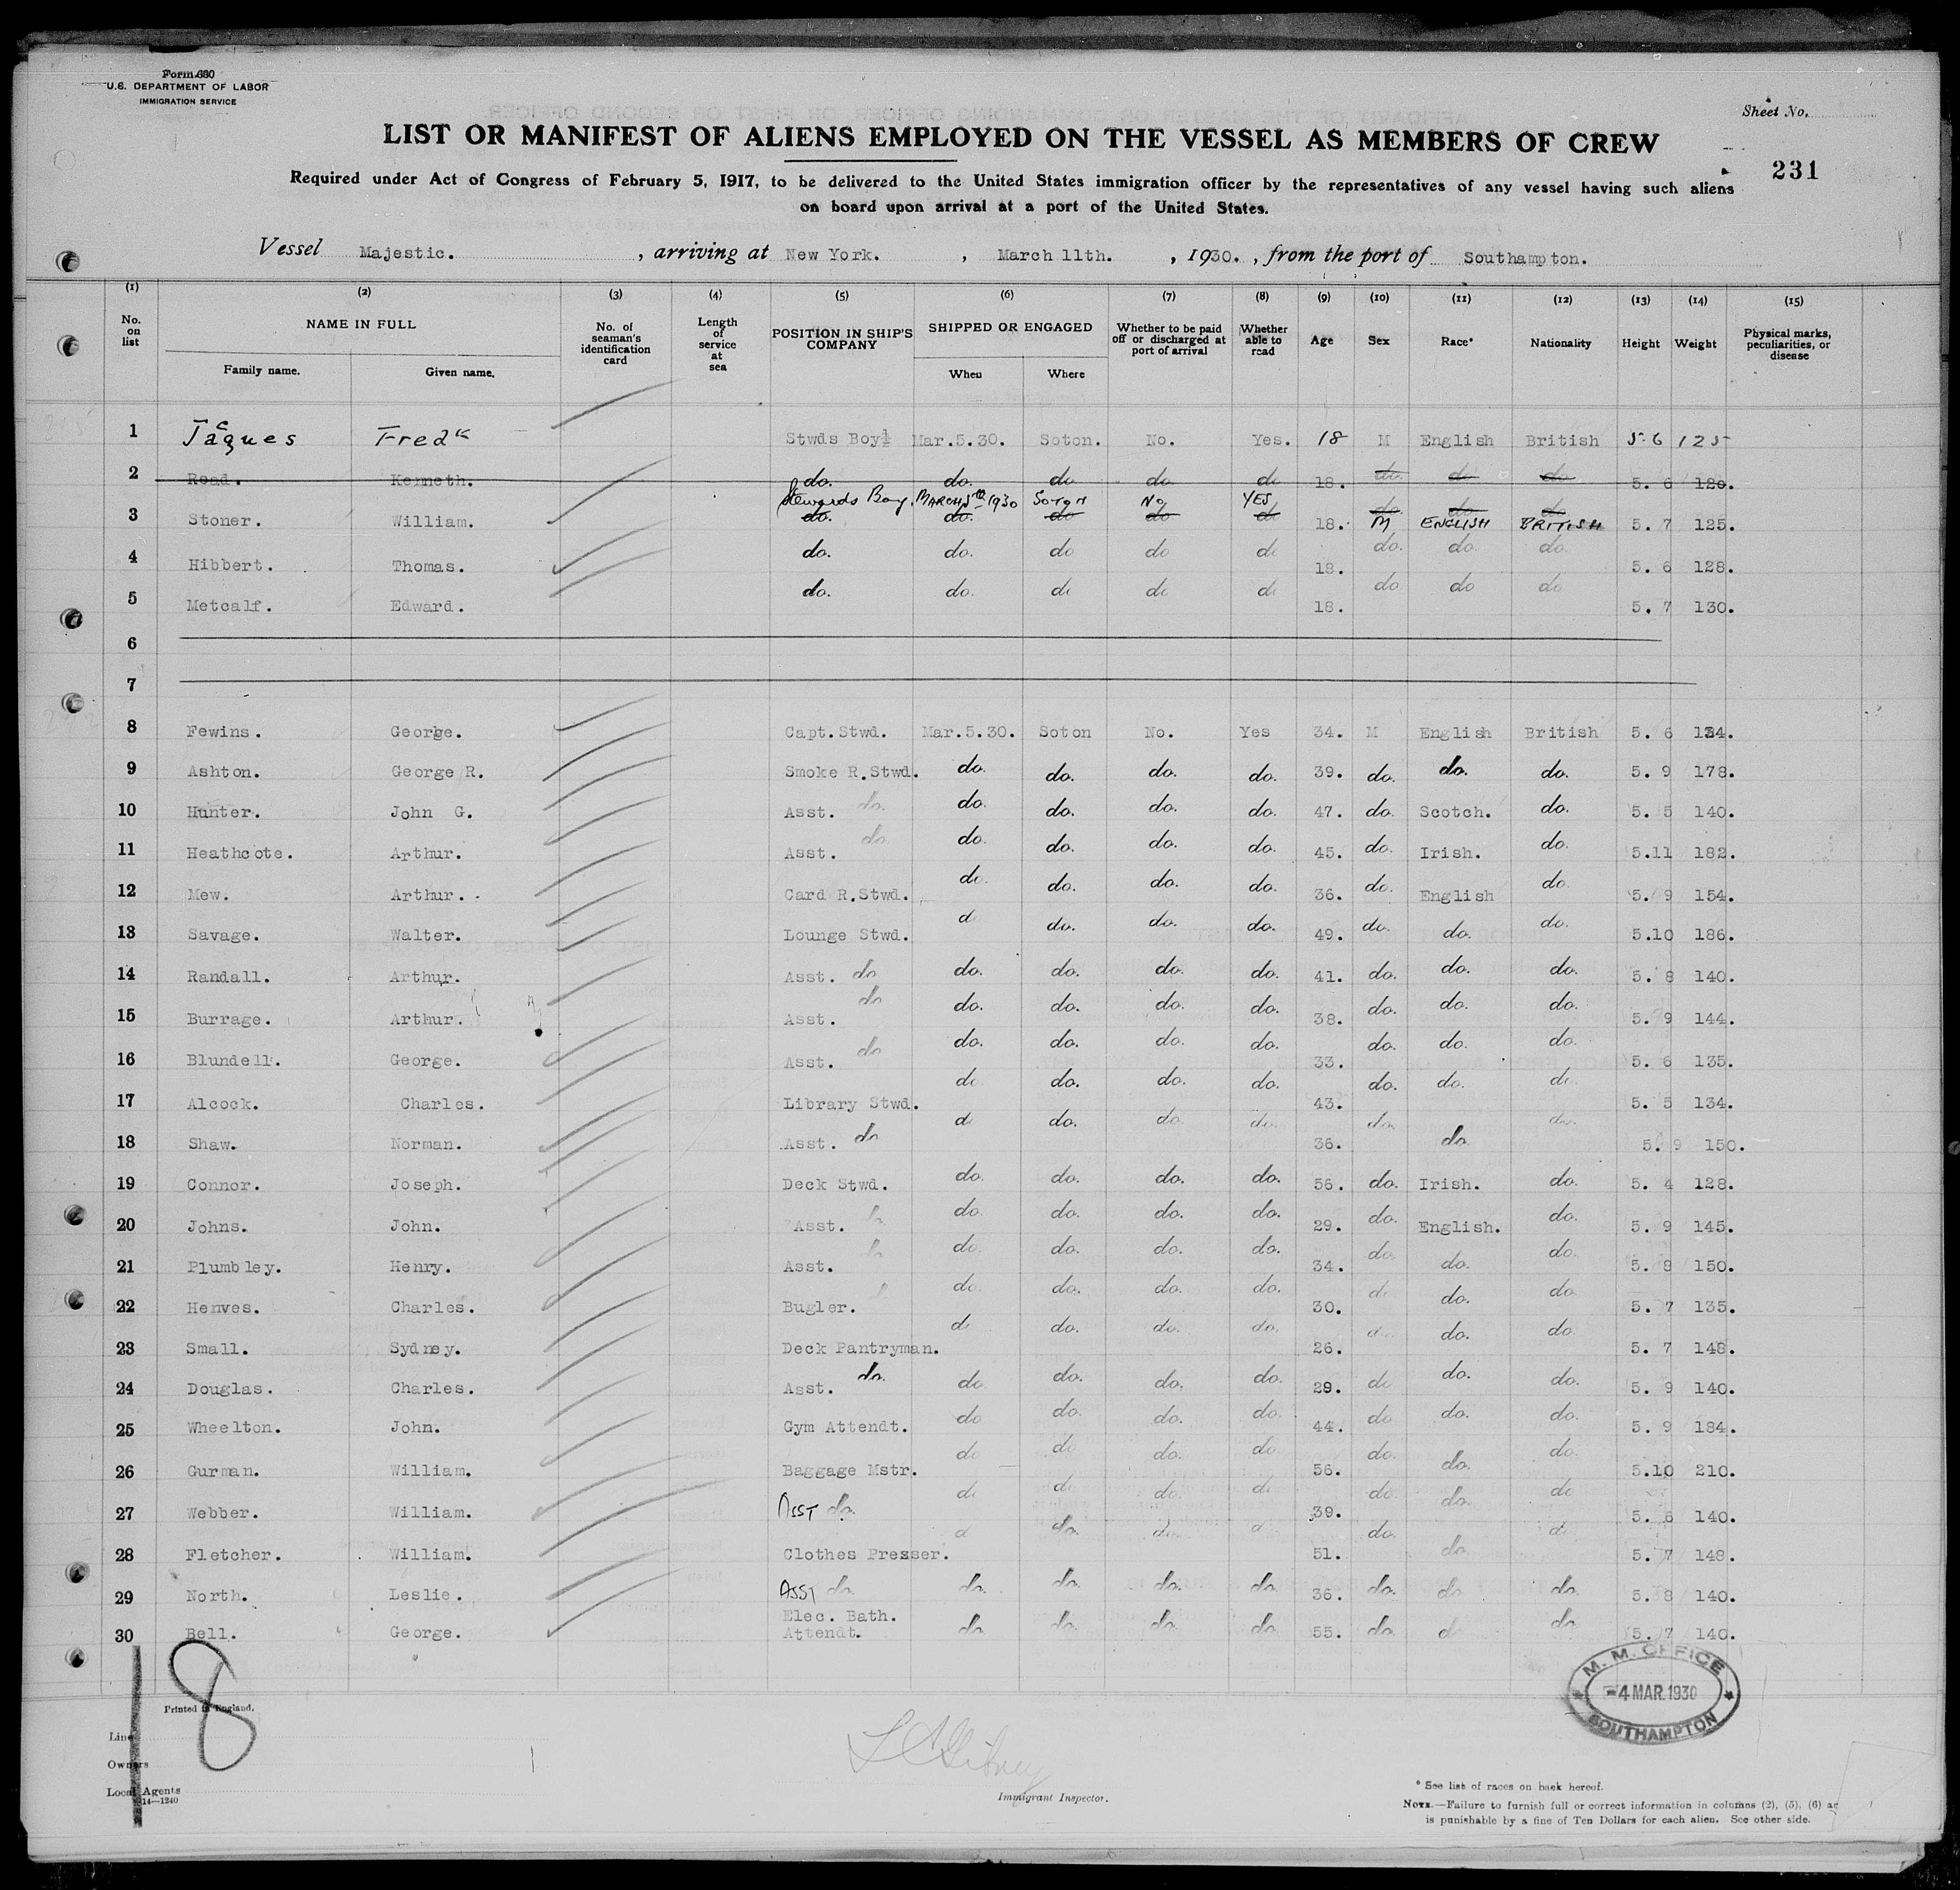 Form 680
U.S. DEPARTMENT OF LABOR
IMMIGRATION SERVICE
Sheet No.
LIST OR MANIFEST OF ALIENS EMPLOYED ON THE VESSEL AS MEMBERS OF CREW
231
Required under Act of Congress of February 5, 1917, to be delivered to the United States immigration officer by the representatives of any vessel having such aliens
on board upon arrival at a port of the United States.
Vessel Majestic. , arriving at New York. , March 11th. , 1930. , from the port of Southampton.
(1) (2) (3) (4) (5) (6) (7) (8) (9) (10) (11) (12) (13) (14) (15)
No. on list NAME IN FULL Family name. Given name. No. of seaman's identification card Length of service at sea POSITION IN SHIP'S COMPANY SHIPPED OR ENGAGED When Where Whether to be paid off or discharged at port of arrival Whether able to read Age Sex Race* Nationality Height Weight Physical marks, peculiarities, or disease
1 Jacques Fredk Stwds Boy Mar.5.30. Soton. No. Yes. 18 M English British 5-6 125
2 Read. Kenneth. do. do. do do do 18. do. do do 5. 6 120.
Stewards Boy. MARCH 5th 1930 SOTON NO YES
3 Stoner. William. do. do. do do do 18. do. M do ENGLISH do BRITISH 5. 7 125.
4 Hibbert. Thomas. do. do. do do do 18. do. do. do. 5. 6 128.
5 Metcalf. Edward. do. do. do do do 18. do do do 5. 7 130.
6
7
8 Fewins. George. Capt.Stwd. Mar.5.30. Soton No. Yes 34. M English British 5. 6 134.
9 Ashton. George R. Smoke R.Stwd. do. do. do. do. 39. do. do. do. 5. 9 178.
10 Hunter. John G. Asst. do. do. do. do. do. 47. do. Scotch. do. 5. 5 140.
11 Heathcote. Arthur. Asst. do. do. do. do. do. 45. do. Irish. do. 5.11 182.
12 Mew. Arthur. Card R.Stwd. do. do. do. do. 36. do. English do 5. 9 154.
13 Savage. Walter. Lounge Stwd. d do. do. do. 49. do. do. do. 5.10 186.
14 Randall. Arthur. Asst. do do. do. do. do. 41. do. do. do. 5. 8 140.
15 Burrage. Arthur. Asst. do do. do. do. do. 38. do. do. do. 5. 9 144.
16 Blundell. George. Asst. do do. do. do. do. 33. do. do. do. 5. 6 135.
17 Alcock. Charles. Library Stwd. do do. do. do. 43. do. do. do. 5. 5 134.
18 Shaw. Norman. Asst. do d do. do. do. 36. do. do do. 5. 9 150.
19 Connor. Joseph. Deck Stwd. do. do. do. do. 56. do. Irish. do. 5. 4 128.
20 Johns. John. Asst. do. do. do. do. 29. do. English. do. 5. 9 145.
21 Plumbley. Henry. Asst. do. do. do. do. 34. do. do. do. 5. 8 150.
22 Henves. Charles. Bugler. do. do. do. do. 30. d do. do 5. 7 135.
23 Small. Sydney. Deck Pantryman. d do. do. do. 26. d do. do. 5. 7 148.
24 Douglas. Charles. Asst. do. do do. do. do. 29. do do. do. 5. 9 140.
25 Wheelton. John. Gym Attendt. do do. do. do. 44. do do. do. 5. 9 184.
26 Gurman. William. Baggage Mstr. do do do. do 56. do. do. do. 5.10 210.
27 Webber. William. ASST do. do do do. do 39. do. do. do 5. 6 140.
28 Fletcher. William. Clothes Presser. d do. do. d 51. do. do d 5. 7 148.
29 North. Leslie. ASST do. do. do. do. do. 36. do. do do. 5. 8 140.
30 Bell. George. Elec. Bath. Attendt. do do. do. do. 55. do. d do. 5. 7 140.
18
M. M. OFFICE
-4 MAR.1930
SOUTHAMPTON
Printed in England.
Line
Owners
Local Agents
14—1240
Immigrant Inspector.
* See list of races on back hereof.
NOTE.—Failure to furnish full or correct information in columns (2), (5), (6)
is punishable by a fine of Ten Dollars for each alien. See other side.